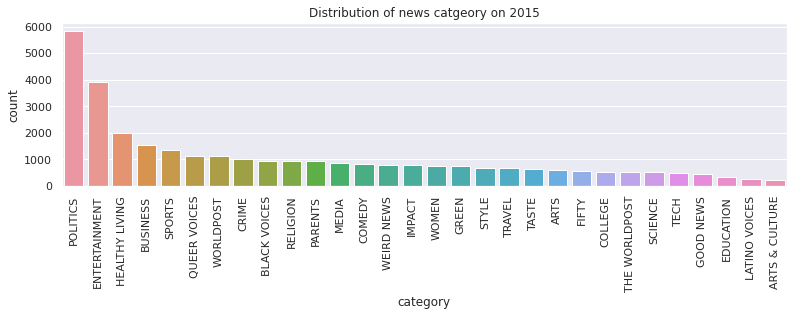 Distribution of news catgeory on 2015
count
6000
5000
4000
3000
2000
1000
0
POLITICS
ENTERTAINMENT
HEALTHY LIVING
BUSINESS
SPORTS
QUEER VOICES
WORLDPOST
CRIME
BLACK VOICES
RELIGION
PARENTS
MEDIA
COMEDY
WEIRD NEWS
IMPACT
WOMEN
GREEN
STYLE
TRAVEL
TASTE
ARTS
FIFTY
COLLEGE
THE WORLDPOST
SCIENCE
TECH
GOOD NEWS
EDUCATION
LATINO VOICES
ARTS & CULTURE
category